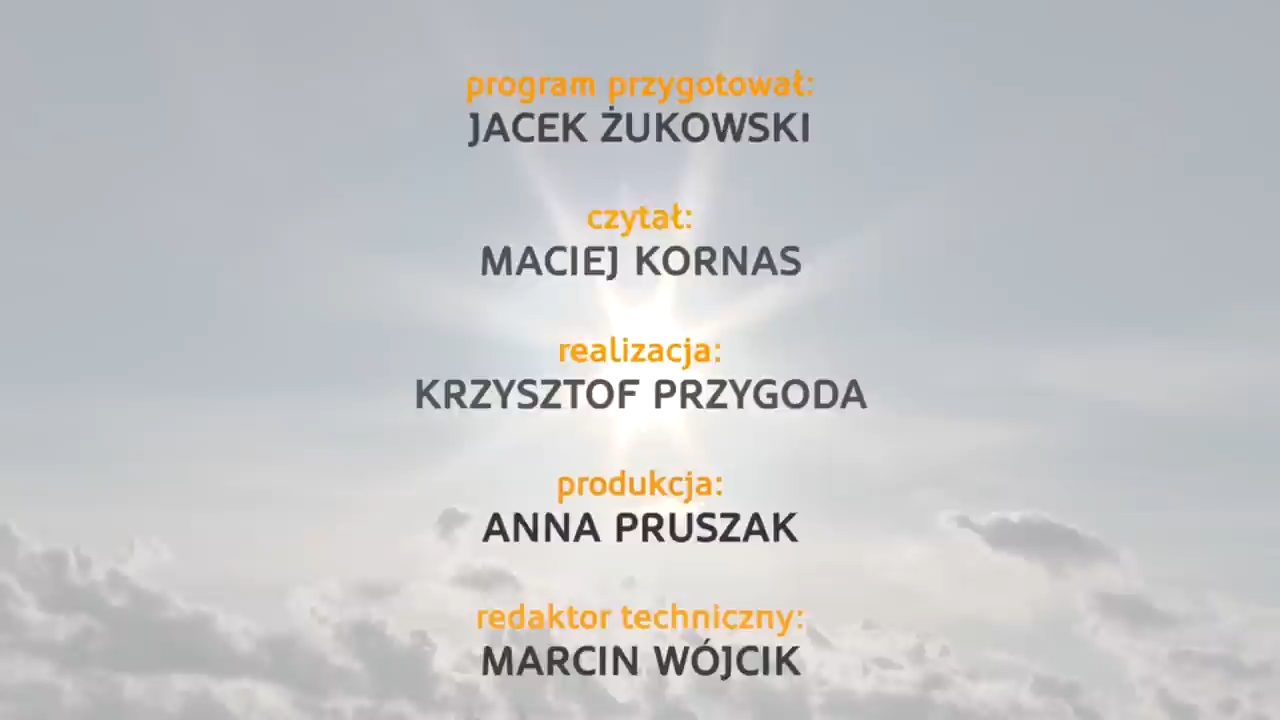 program przygotował:
JACEK ŻUKOWSKI
czytał:
MACIEJ KORNAS
realizacja:
KRZYSZTOF PRZYGODA
produkcja:
ANNA PRUSZAK
redaktor techniczny:
MARCIN WÓJCIK